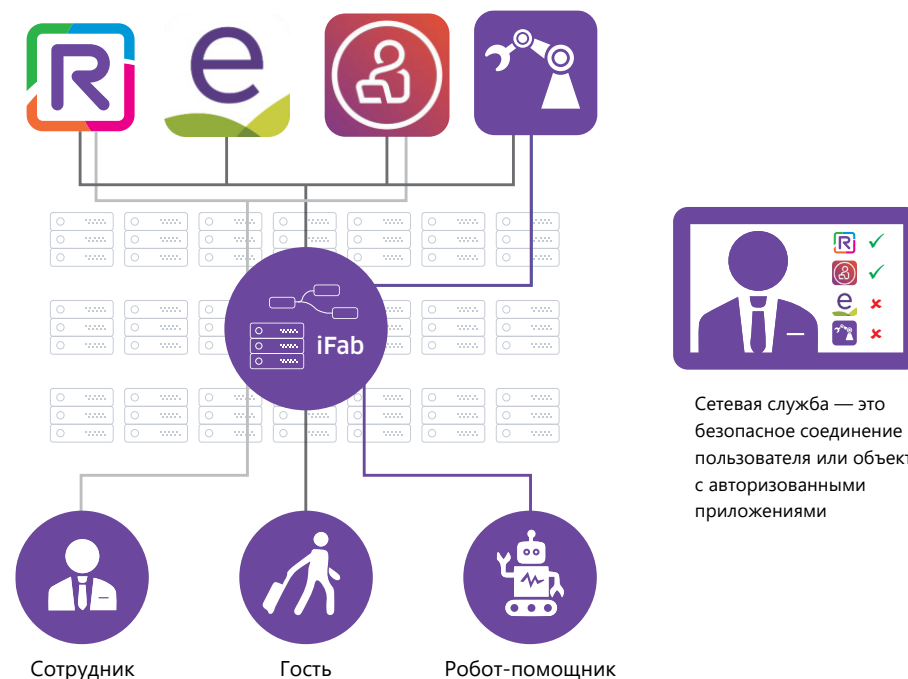 R
e
R
e
iFab
Сетевая служба — это
безопасное соединение
пользователя или объект
с авторизованными
приложениями
Сотрудник
Гость
Робот-помощник